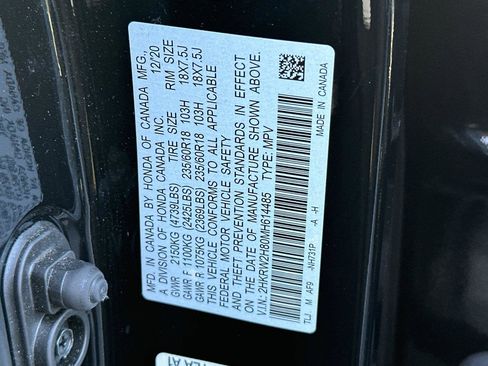 MFD. IN CANADA BY HONDA OF CANADA MFG.,
A DIVISION OF HONDA CANADA INC. 12/20
TIRE SIZE RIM SIZE
GVWR 2150KG (4739LBS)
GAWR F 1100KG (2425LBS) 235/60R18 103H 18X7.5J
GAWR R 1075KG (2369LBS) 235/60R18 103H 18X7.5J
THIS VEHICLE CONFORMS TO ALL APPLICABLE
FEDERAL MOTOR VEHICLE SAFETY
AND THEFT PREVENTION STANDARDS IN EFFECT
ON THE DATE OF MANUFACTURE SHOWN ABOVE.
V.I.N.: 2HKRW2H80MH614485 TYPE: MPV
TLJ M AF9 -NH731P -A -H
MADE IN CANADA